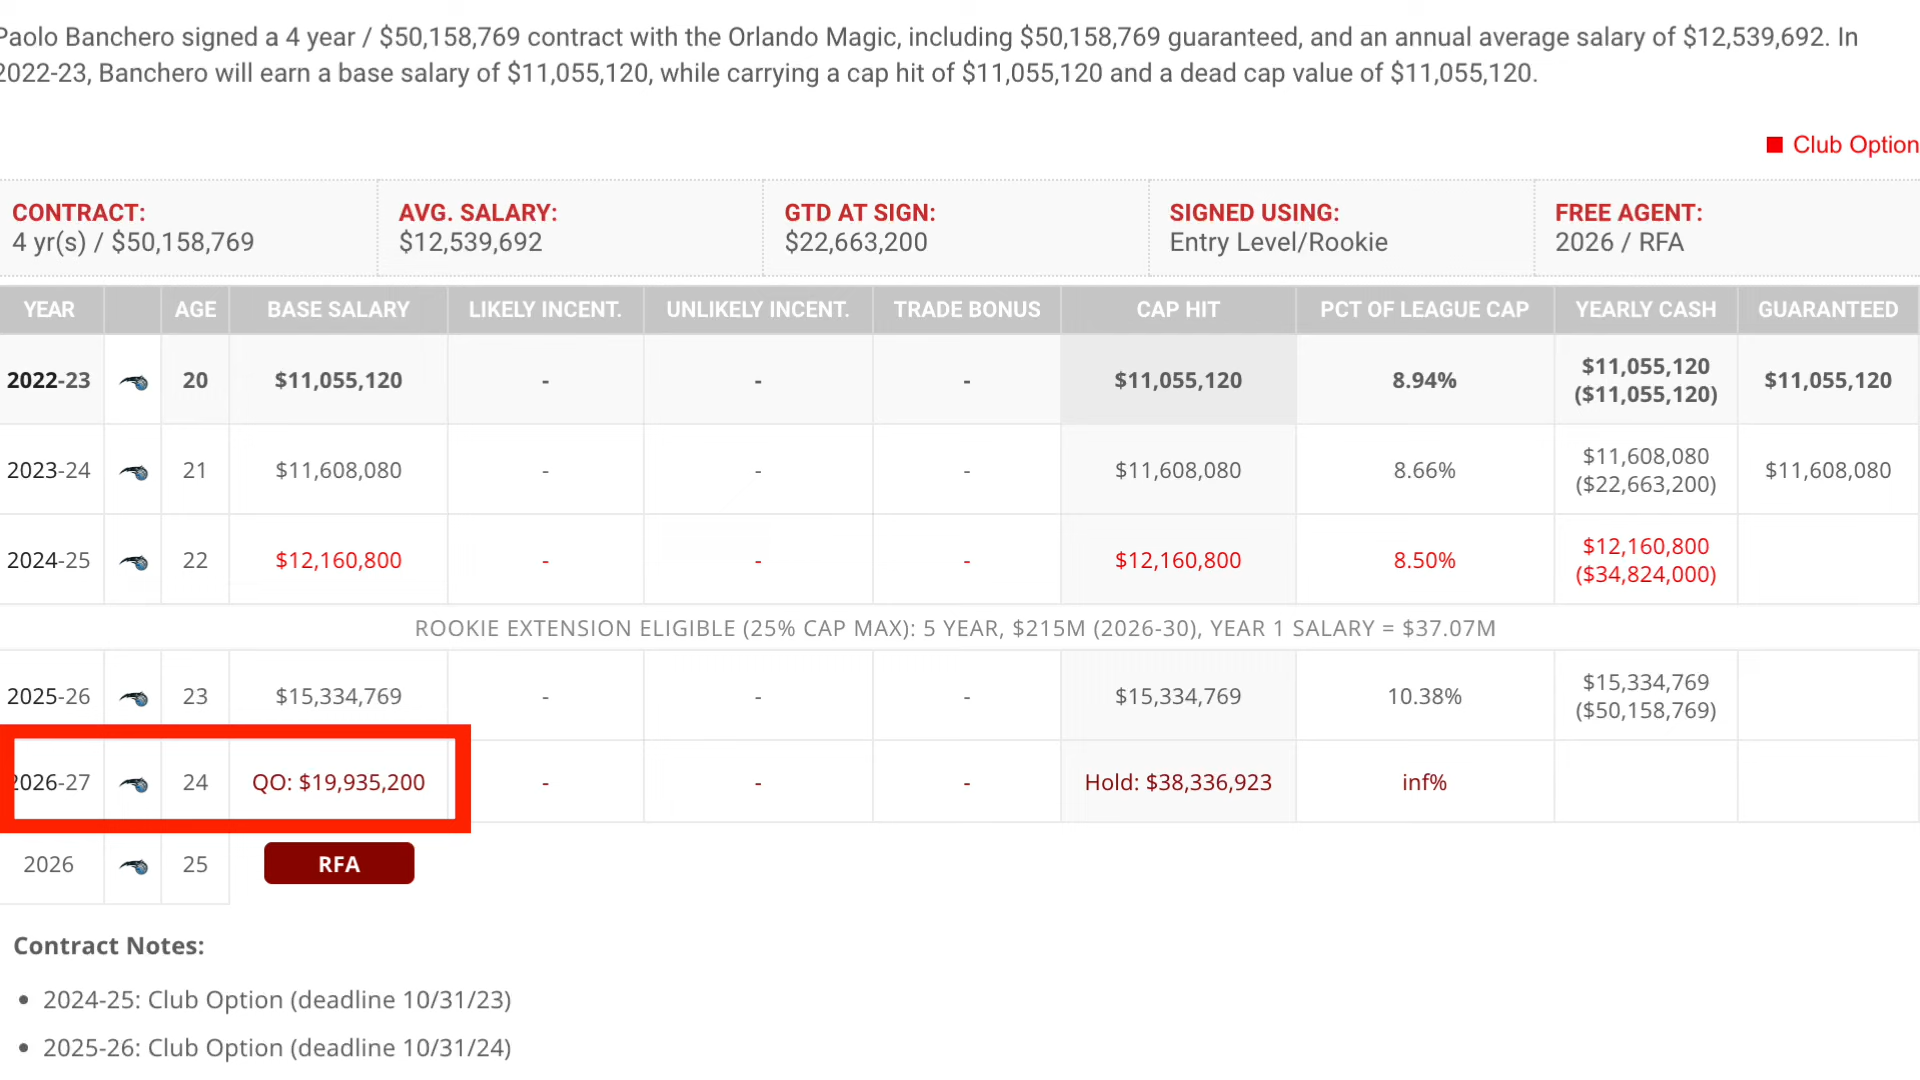 Paolo Banchero signed a 4 year / $50,158,769 contract with the Orlando Magic, including $50,158,769 guaranteed, and an annual average salary of $12,539,692. In
2022-23, Banchero will earn a base salary of $11,055,120, while carrying a cap hit of $11,055,120 and a dead cap value of $11,055,120.
Club Option
CONTRACT: AVG. SALARY: GTD AT SIGN: SIGNED USING: FREE AGENT:
4 yr(s) / $50,158,769 $12,539,692 $22,663,200 Entry Level/Rookie 2026 / RFA
YEAR AGE BASE SALARY LIKELY INCENT. UNLIKELY INCENT. TRADE BONUS CAP HIT PCT OF LEAGUE CAP YEARLY CASH GUARANTEED
2022-23 20 $11,055,120 - - - $11,055,120 8.94% $11,055,120 ($11,055,120) $11,055,120
2023-24 21 $11,608,080 - - - $11,608,080 8.66% $11,608,080 ($22,663,200) $11,608,080
2024-25 22 $12,160,800 - - - $12,160,800 8.50% $12,160,800 ($34,824,000)
ROOKIE EXTENSION ELIGIBLE (25% CAP MAX): 5 YEAR, $215M (2026-30), YEAR 1 SALARY = $37.07M
2025-26 23 $15,334,769 - - - $15,334,769 10.38% $15,334,769 ($50,158,769)
2026-27 24 QO: $19,935,200 - - - Hold: $38,336,923 inf%
2026 25 RFA
Contract Notes:
• 2024-25: Club Option (deadline 10/31/23)
• 2025-26: Club Option (deadline 10/31/24)